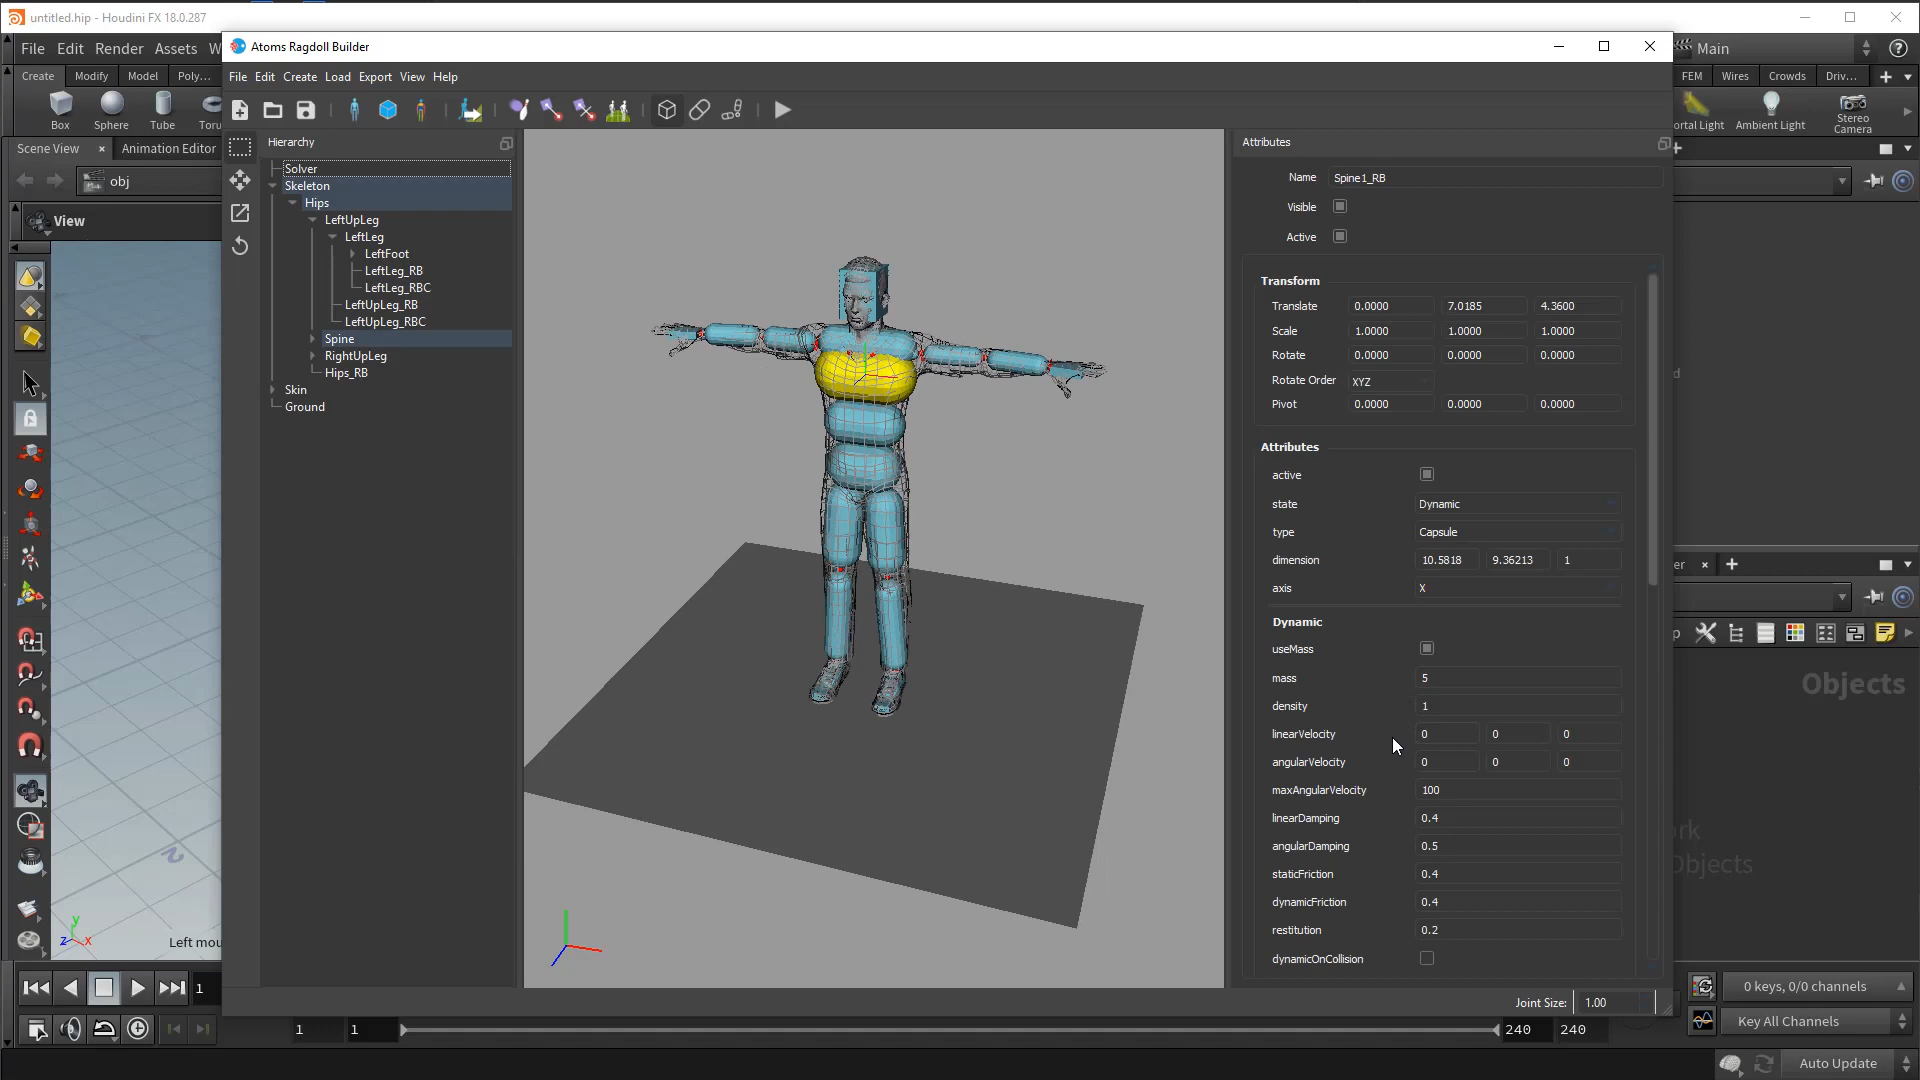 untitled.hip - Houdini FX 18.0.287
File Edit Render Assets W
Main
Create Modify Model Poly...
FEM Wires Crowds Driv...
Box Sphere Tube Toru
ortal Light Ambient Light Stereo Camera
Scene View Animation Editor
obj
View
Atoms Ragdoll Builder
File Edit Create Load Export View Help
Hierarchy
Solver
Skeleton
Hips
LeftUpLeg
LeftLeg
LeftFoot
LeftLeg_RB
LeftLeg_RBC
LeftUpLeg_RB
LeftUpLeg_RBC
Spine
RightUpLeg
Hips_RB
Skin
Ground
Attributes
Name Spine1_RB
Visible
Active
Transform
Translate 0.0000 7.0185 4.3600
Scale 1.0000 1.0000 1.0000
Rotate 0.0000 0.0000 0.0000
Rotate Order XYZ
Pivot 0.0000 0.0000 0.0000
Attributes
active
state Dynamic
type Capsule
dimension 10.5818 9.36213 1
axis X
Dynamic
useMass
mass 5
density 1
linearVelocity 0 0 0
angularVelocity 0 0 0
maxAngularVelocity 100
linearDamping 0.4
angularDamping 0.5
staticFriction 0.4
dynamicFriction 0.4
restitution 0.2
dynamicOnCollision
Joint Size: 1.00
er
p
Objects
rk
Objects
y
z x
Left mou
1
0 keys, 0/0 channels
1 1 240 240
Key All Channels
Auto Update